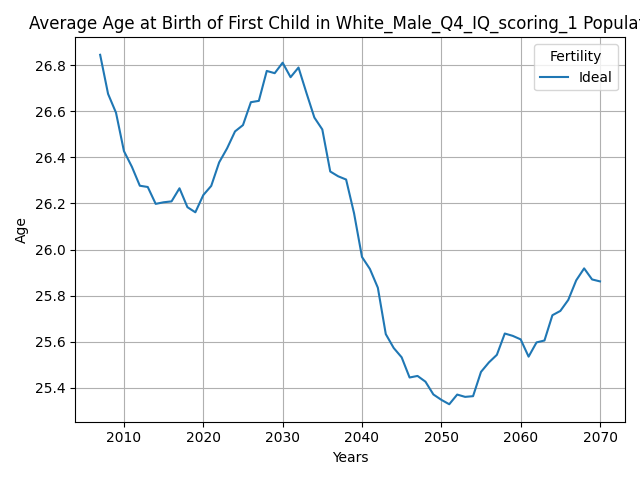 Average Age at Birth of First Child in White_Male_Q4_IQ_scoring_1
Fertility
Ideal
26.8
26.6
26.4
26.2
26.0
25.8
25.6
25.4
Age
2010 2020 2030 2040 2050 2060 2070
Years